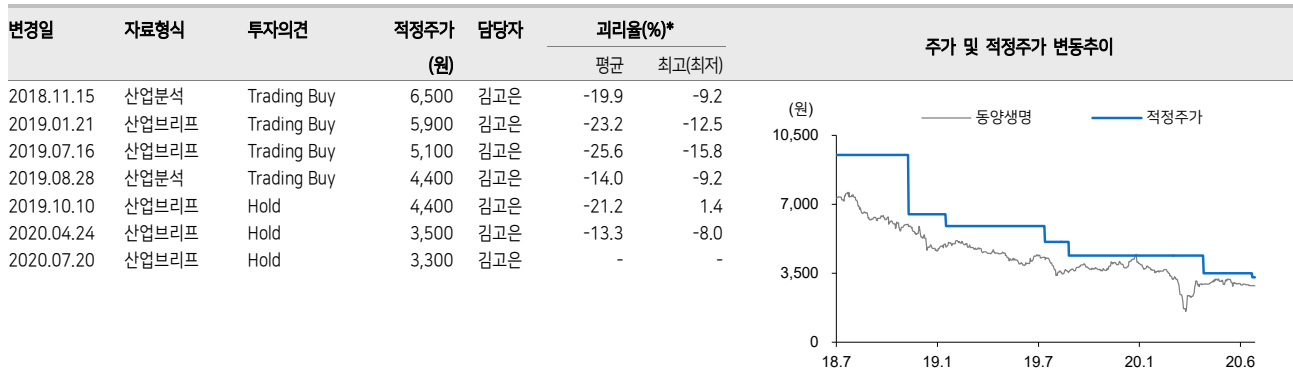 변경일 자료형식 투자의견 적정주가 담당자 괴리율(%)* 주가 및 적정주가 변동추이
(원) 평균 최고(최저)
2018.11.15 산업분석 Trading Buy 6,500 김고은 -19.9 -9.2
2019.01.21 산업브리프 Trading Buy 5,900 김고은 -23.2 -12.5
2019.07.16 산업브리프 Trading Buy 5,100 김고은 -25.6 -15.8
2019.08.28 산업분석 Trading Buy 4,400 김고은 -14.0 -9.2
2019.10.10 산업브리프 Hold 4,400 김고은 -21.2 1.4
2020.04.24 산업브리프 Hold 3,500 김고은 -13.3 -8.0
2020.07.20 산업브리프 Hold 3,300 김고은 - -
(원) 동양생명 적정주가
10,500
7,000
3,500
0
18.7 19.1 19.7 20.1 20.6